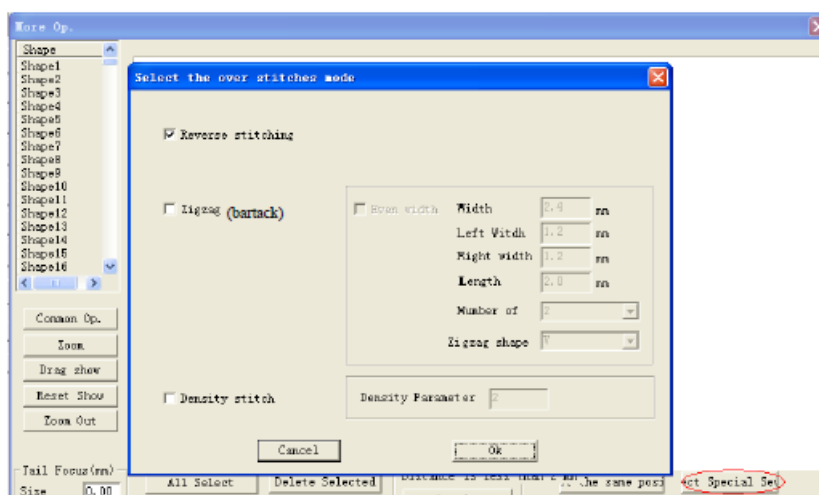 More Op.
Shape
Shape1
Shape2
Shape3
Shape4
Shape5
Shape6
Shape7
Shape8
Shape9
Shape10
Shape11
Shape12
Shape13
Shape14
Shape15
Shape16
Common Op.
Zoom
Drag show
Reset Show
Zoom Out
Tail Focus(mm)
Size 0.00
Select the over stitches mode
Reverse stitching
Zigzag (bartack)
Even width Width 2.4 mm
Left Witdh 1.2 mm
Right width 1.2 mm
Length 2.0 mm
Number of 2
Zigzag shape V
Density stitch
Density Parameter 2
Cancel
Ok
All Select
Delete Selected
Distance is less than
the same posi
ct Special Se